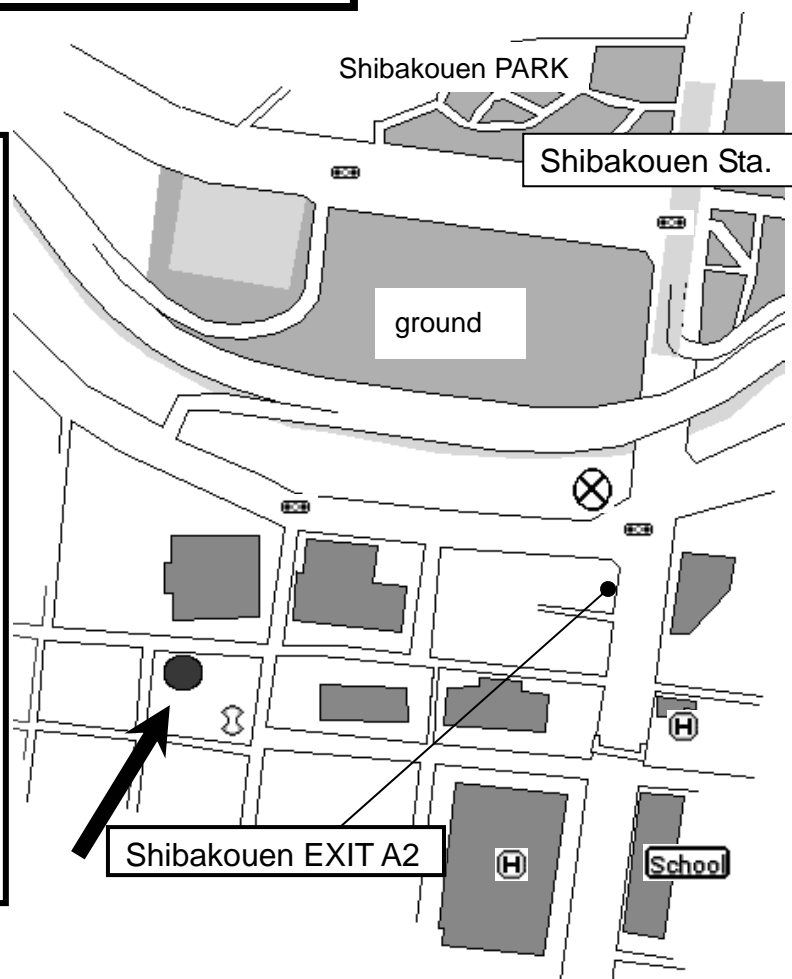 Shibakouen PARK
Shibakouen Sta.
ground
H
Shibakouen EXIT A2
H
School